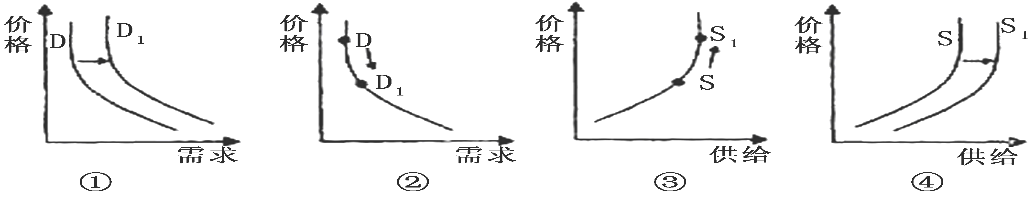 价格 D D₁ 需求 ①
价格 D D₁ 需求 ②
价格 S₁ S 供给 ③
价格 S S₁ 供给 ④